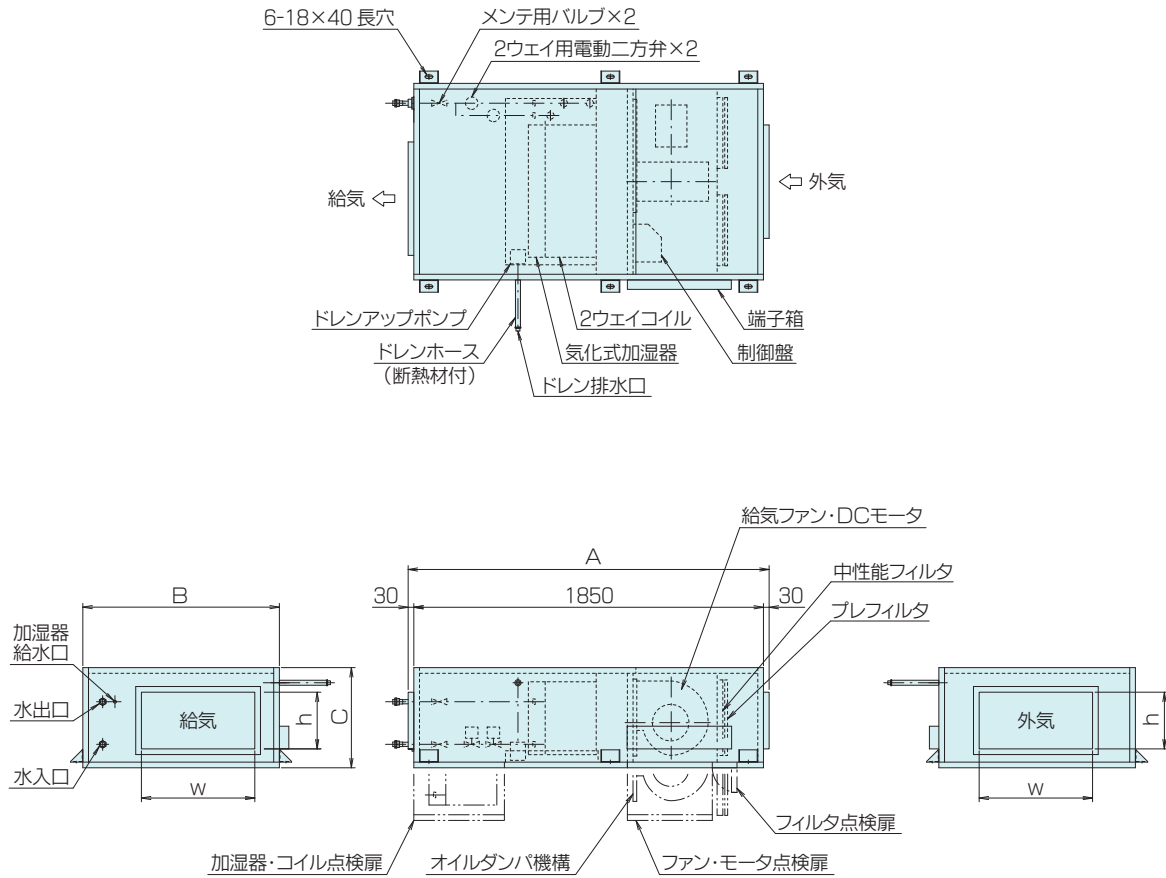 6-18×40 長穴
メンテ用バルブ×2
2ウェイ用電動二方弁×2
給気
外気
ドレンアップポンプ
2ウェイコイル
端子箱
ドレンホース
(断熱材付)
気化式加湿器
制御盤
ドレン排水口
給気ファン・DCモータ
A
中性能フィルタ
B
30
1850
30
プレフィルタ
加湿器
給水口
水出口
給気
h
C
外気
h
水入口
w
w
フィルタ点検扉
加湿器・コイル点検扉
オイルダンパ機構
ファン・モータ点検扉